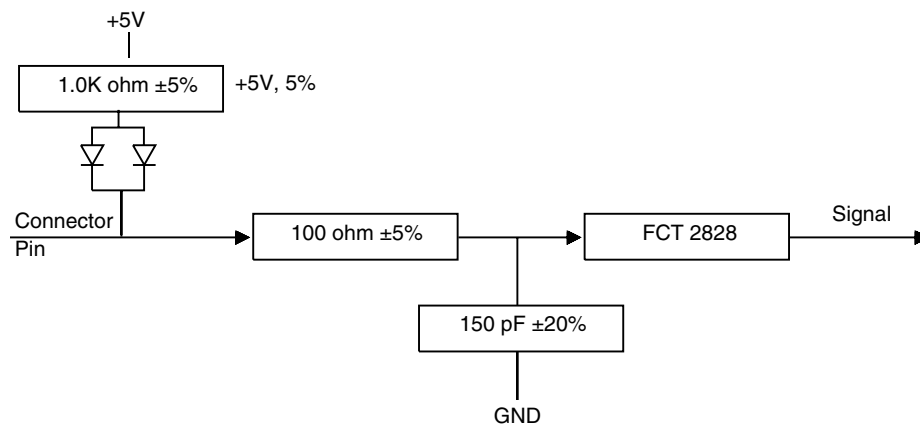 +5V
1.0K ohm ±5%
+5V, 5%
Connector
Pin
100 ohm ±5%
FCT 2828
Signal
150 pF ±20%
GND